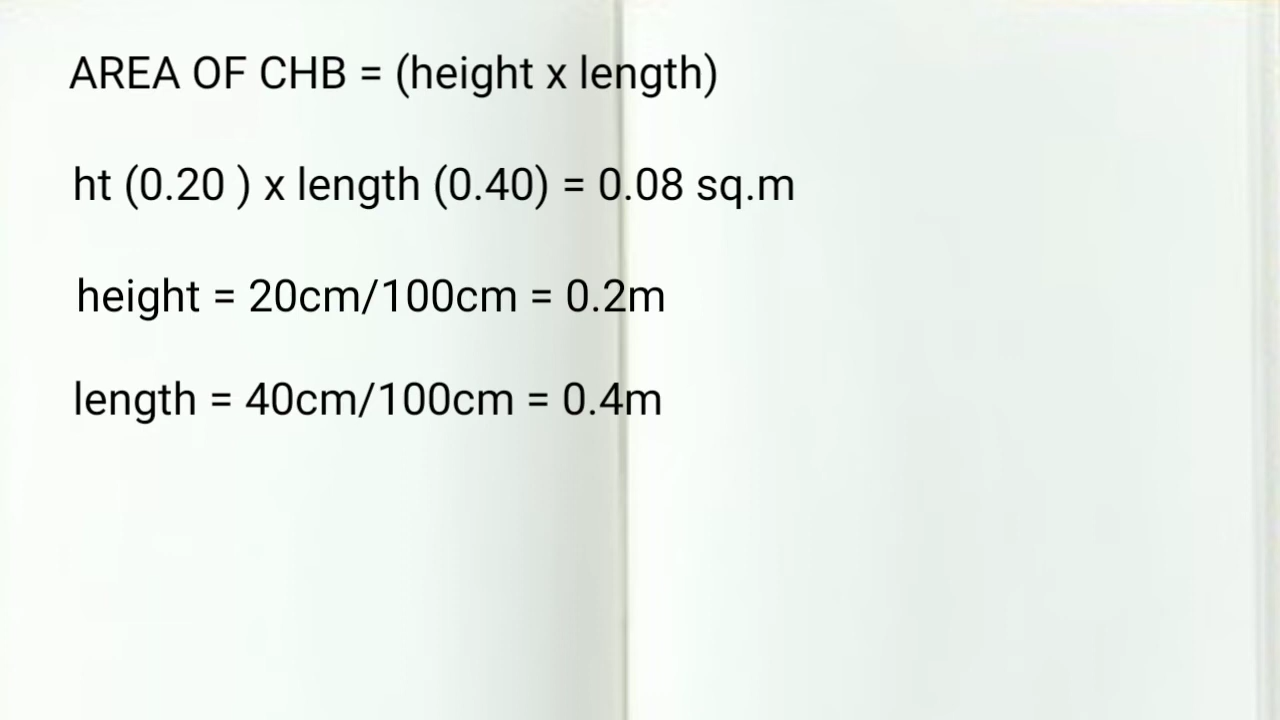 AREA OF CHB = (height x length)
ht (0.20 ) x length (0.40) = 0.08 sq.m
height = 20cm/100cm = 0.2m
length = 40cm/100cm = 0.4m